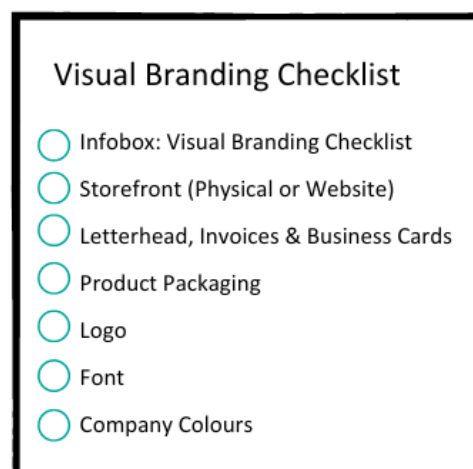 Visual Branding Checklist
Infobox: Visual Branding Checklist
Storefront (Physical or Website)
Letterhead, Invoices & Business Cards
Product Packaging
Logo
Font
Company Colours